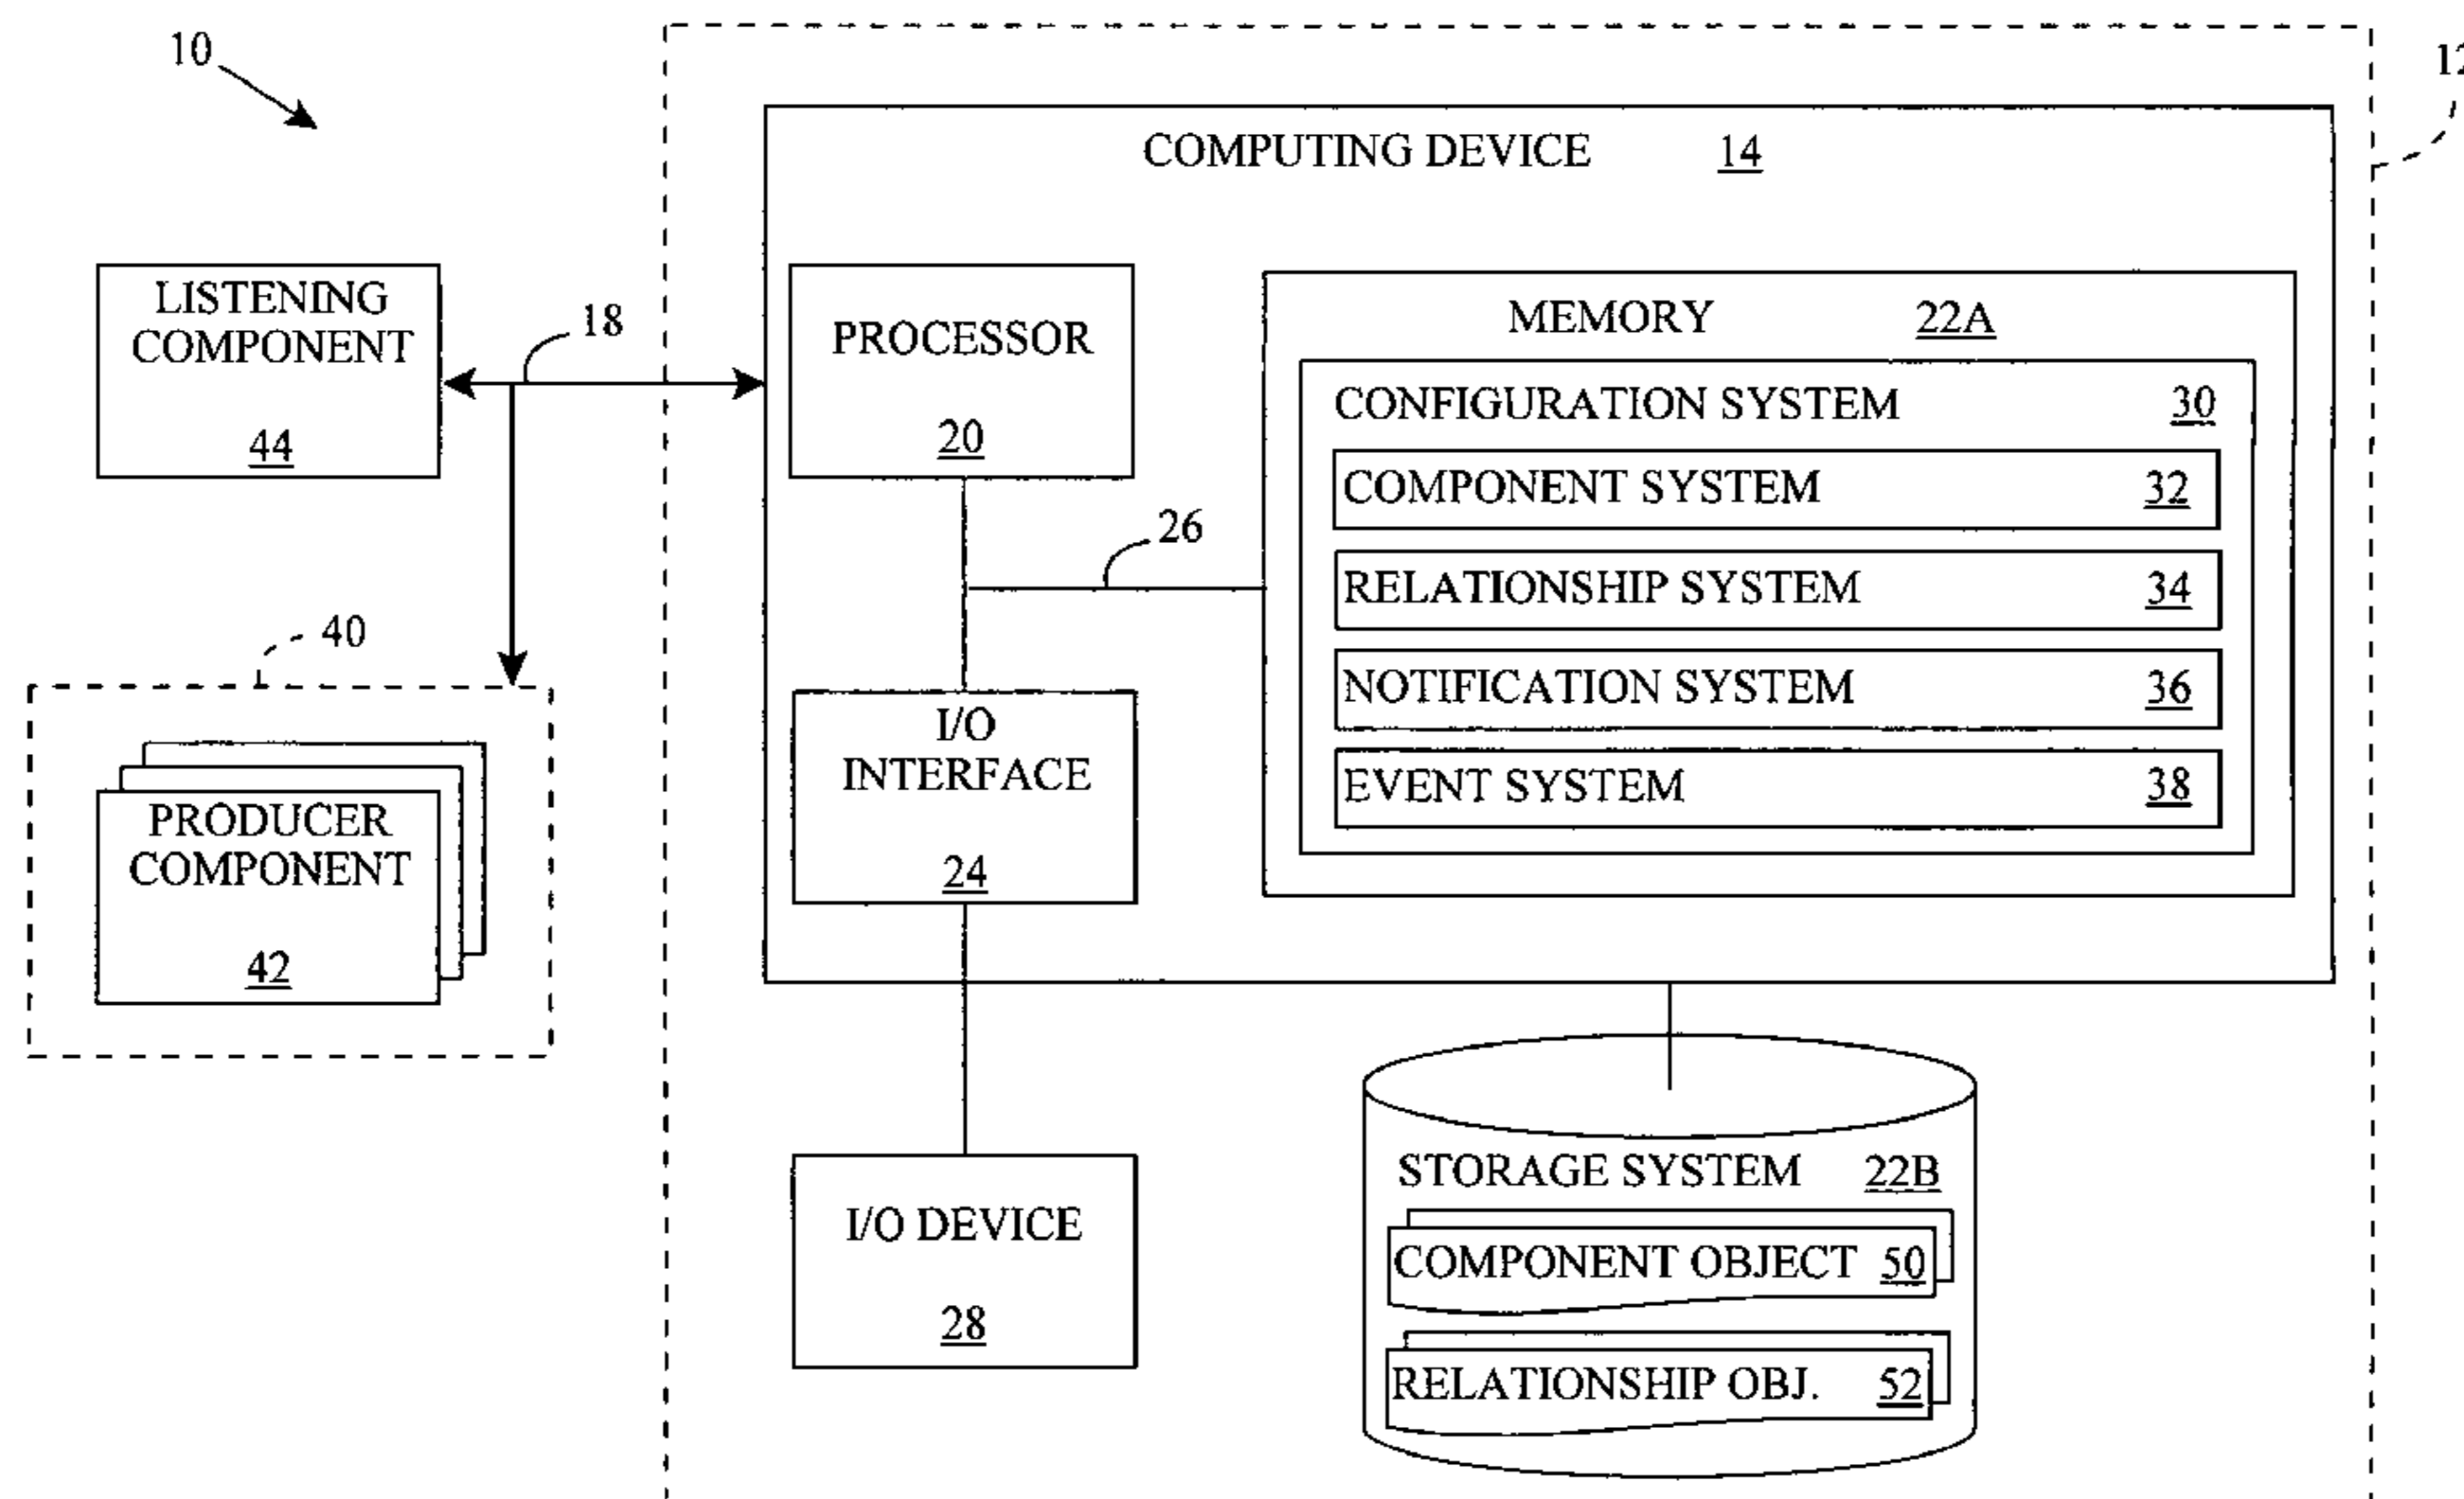 10
12
COMPUTING DEVICE 14
LISTENING
COMPONENT
44
18
PROCESSOR
20
MEMORY 22A
CONFIGURATION SYSTEM 30
COMPONENT SYSTEM 32
26
RELATIONSHIP SYSTEM 34
NOTIFICATION SYSTEM 36
EVENT SYSTEM 38
40
I/O
INTERFACE
24
PRODUCER
COMPONENT
42
I/O DEVICE
28
STORAGE SYSTEM 22B
COMPONENT OBJECT 50
RELATIONSHIP OBJ. 52